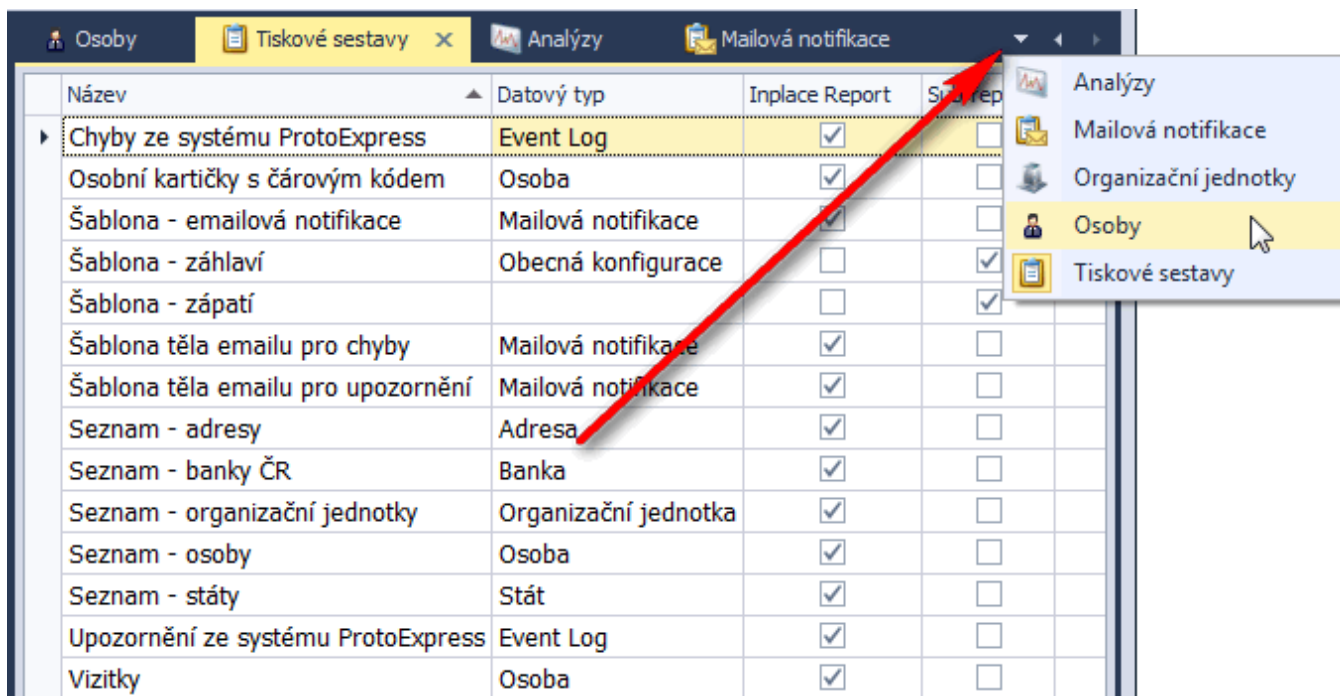 Osoby Tiskové sestavy Analýzy Mailová notifikace
Název Datový typ Inplace Report
Chyby ze systému ProtoExpress Event Log
Osobní kartičky s čárovým kódem Osoba
Šablona - emailová notifikace Mailová notifikace
Šablona - záhlaví Obecná konfigurace
Šablona - zápatí
Šablona těla emailu pro chyby Mailová notifikace
Šablona těla emailu pro upozornění Mailová notifikace
Seznam - adresy Adresa
Seznam - banky ČR Banka
Seznam - organizační jednotky Organizační jednotka
Seznam - osoby Osoba
Seznam - státy Stát
Upozornění ze systému ProtoExpress Event Log
Vizitky Osoba
Analýzy
Mailová notifikace
Organizační jednotky
Osoby
Tiskové sestavy